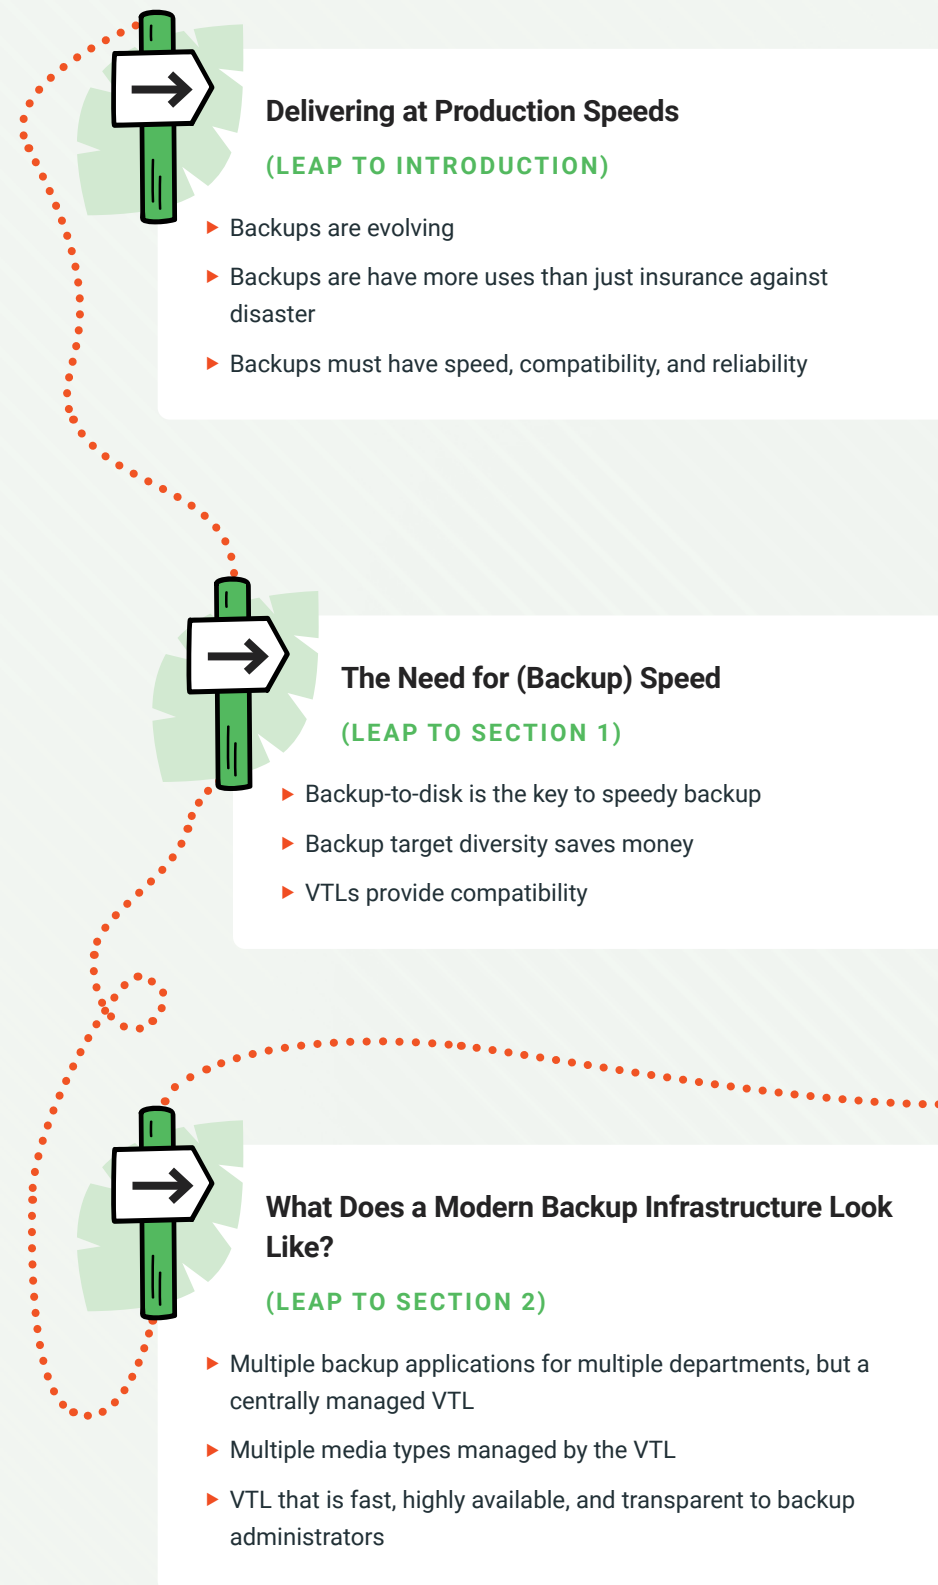 Delivering at Production Speeds
(LEAP TO INTRODUCTION)
Backups are evolving
Backups are have more uses than just insurance against
disaster
Backups must have speed, compatibility, and reliability
The Need for (Backup) Speed
(LEAP TO SECTION 1)
Backup-to-disk is the key to speedy backup
Backup target diversity saves money
VTLs provide compatibility
What Does a Modern Backup Infrastructure Look
Like?
(LEAP TO SECTION 2)
Multiple backup applications for multiple departments, but a
centrally managed VTL
Multiple media types managed by the VTL
VTL that is fast, highly available, and transparent to backup
administrators